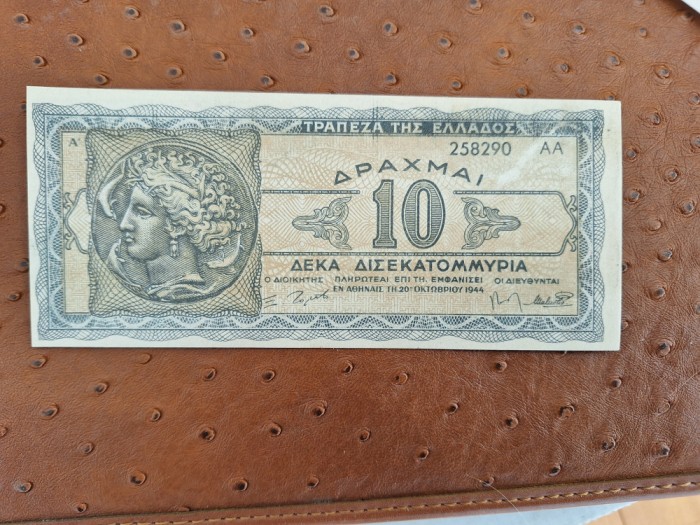 ΤΡΑΠΕΖΑ ΤΗΣ ΕΛΛΑΔΟΣ
Α'
258290 ΑΑ
ΔΡΑΧΜΑΙ
10
ΔΕΚΑ ΔΙΣΕΚΑΤΟΜΜΥΡΙΑ
Ο ΔΙΟΙΚΗΤΗΣ ΠΛΗΡΩΤΕΑΙ ΕΠΙ ΤΗ, ΕΜΦΑΝΙΣΕΙ ΟΙ ΔΙΕΥΘΥΝΤΑΙ
ΕΝ ΑΘΗΝΑΙΣ ΤΗ 20ῃ ΟΚΤΩΒΡΙΟΥ 1944